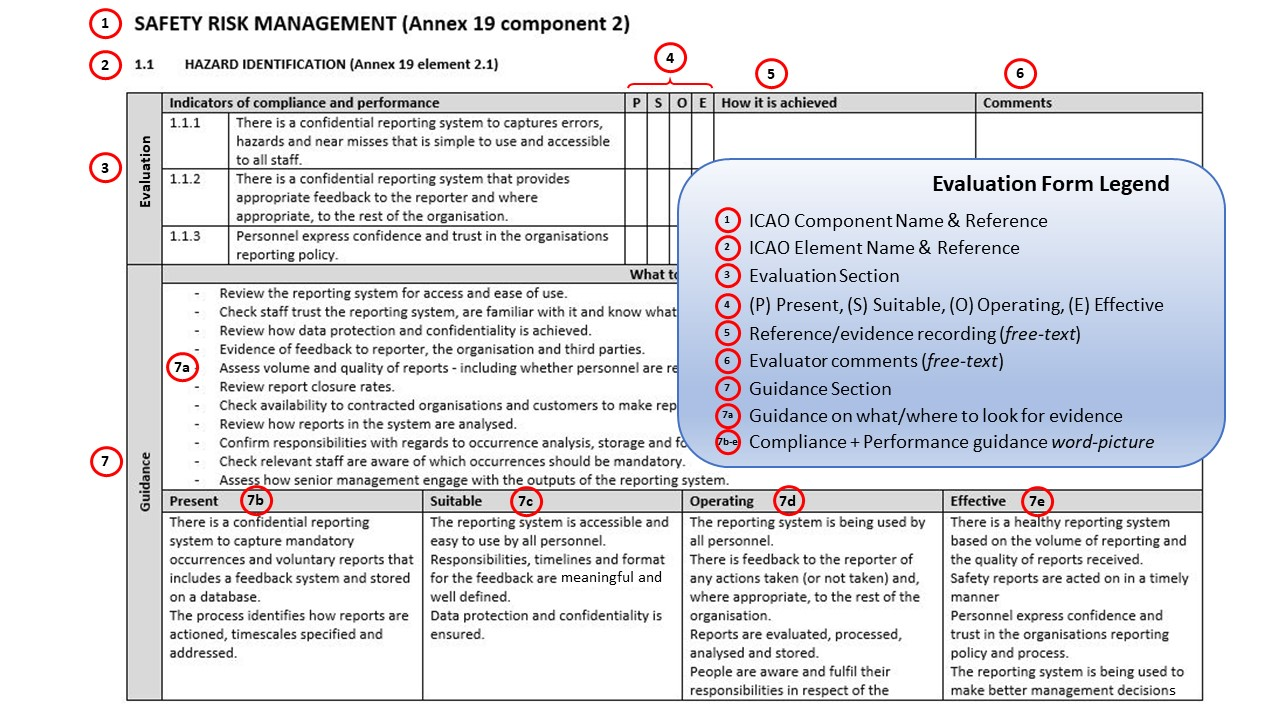 1 SAFETY RISK MANAGEMENT (Annex 19 component 2)
2 1.1 HAZARD IDENTIFICATION (Annex 19 element 2.1)
4
5
6
Indicators of compliance and performance P S O E How it is achieved Comments
3
Evaluation
1.1.1 There is a confidential reporting system to captures errors,
hazards and near misses that is simple to use and accessible
to all staff.
1.1.2 There is a confidential reporting system that provides
appropriate feedback to the reporter and where
appropriate, to the rest of the organisation.
1.1.3 Personnel express confidence and trust in the organisations
reporting policy.
Evaluation Form Legend
1 ICAO Component Name & Reference
2 ICAO Element Name & Reference
3 Evaluation Section
4 (P) Present, (S) Suitable, (O) Operating, (E) Effective
5 Reference/evidence recording (free-text)
6 Evaluator comments (free-text)
7 Guidance Section
7a Guidance on what/where to look for evidence
7b-e Compliance + Performance guidance word-picture
7
Guidance
What
7a
- Review the reporting system for access and ease of use.
- Check staff trust the reporting system, are familiar with it and know what
- Review how data protection and confidentiality is achieved.
- Evidence of feedback to reporter, the organisation and third parties.
- Assess volume and quality of reports - including whether personnel are
- Review report closure rates.
- Check availability to contracted organisations and customers to make
- Review how reports in the system are analysed.
- Confirm responsibilities with regards to occurrence analysis, storage and
- Check relevant staff are aware of which occurrences should be mandatory.
- Assess how senior management engage with the outputs of the reporting system.
Present 7b
There is a confidential reporting
system to capture mandatory
occurrences and voluntary reports that
includes a feedback system and stored
on a database.
The process identifies how reports are
actioned, timescales specified and
addressed.
Suitable 7c
The reporting system is accessible and
easy to use by all personnel.
Responsibilities, timelines and format
for the feedback are meaningful and
well defined.
Data protection and confidentiality is
ensured.
Operating 7d
The reporting system is being used by
all personnel.
There is feedback to the reporter of
any actions taken (or not taken) and,
where appropriate, to the rest of the
organisation.
Reports are evaluated, processed,
analysed and stored.
People are aware and fulfil their
responsibilities in respect of the
Effective 7e
There is a healthy reporting system
based on the volume of reporting and
the quality of reports received.
Safety reports are acted on in a timely
manner
Personnel express confidence and
trust in the organisations reporting
policy and process.
The reporting system is being used to
make better management decisions